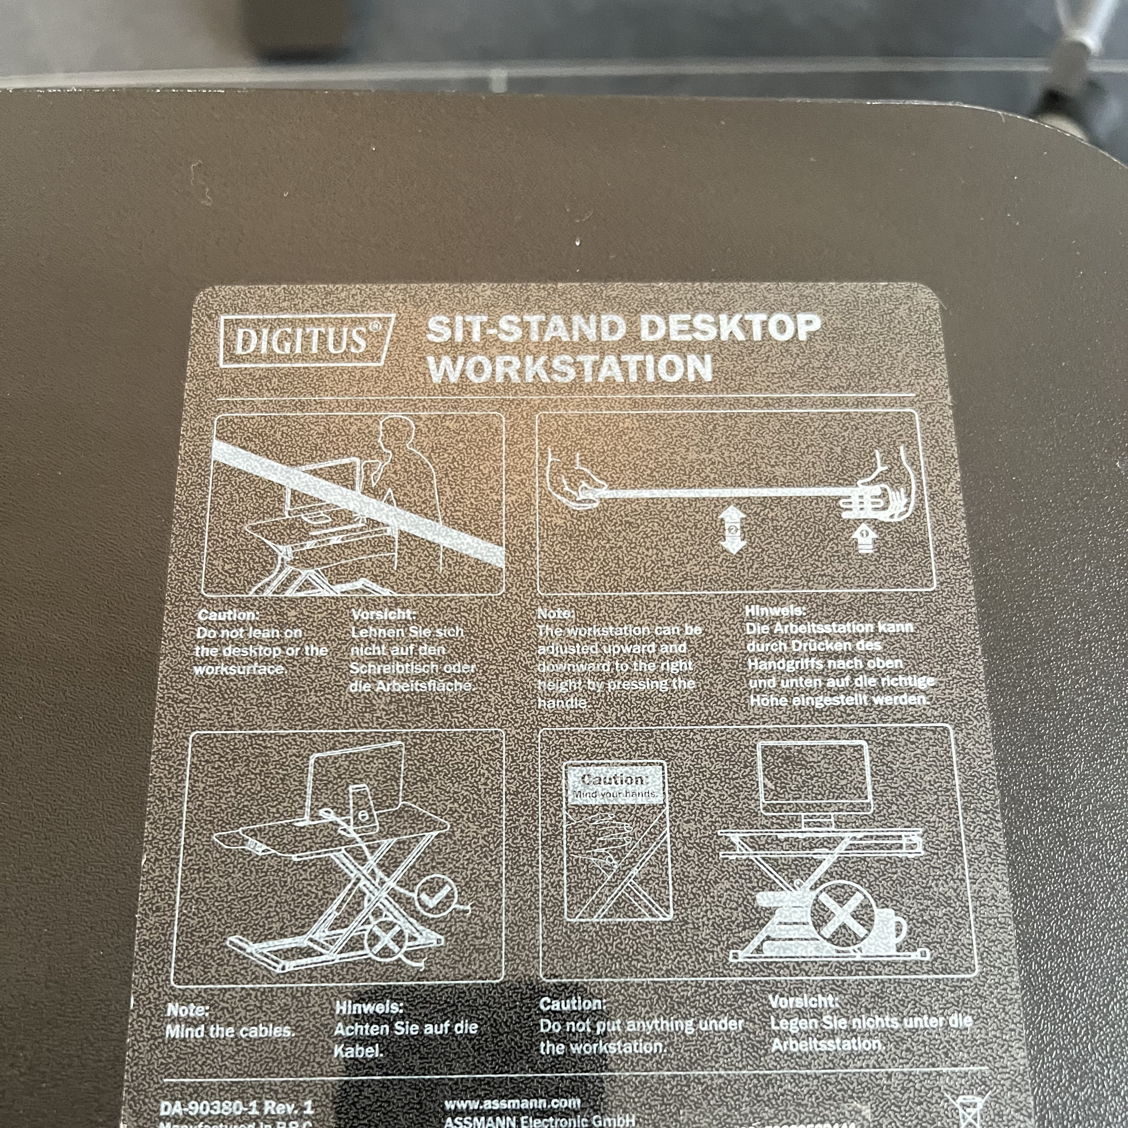 DIGITUS®
SIT-STAND DESKTOP
WORKSTATION
2
1
Caution:
Do not lean on
the desktop or the
worksurface.
Vorsicht:
Lehnen Sie sich
nicht auf den
Schreibtisch oder
die Arbeitsfläche.
Note:
The workstation can be
adjusted upward and
downward to the right
height by pressing the
handle.
Hinweis:
Die Arbeitsstation kann
durch Drücken des
Handgriffs nach oben
und unten auf die richtige
Höhe eingestellt werden.
Caution:
Mind your hands.
Note:
Mind the cables.
Hinweis:
Achten Sie auf die
Kabel.
Caution:
Do not put anything under
the workstation.
Vorsicht:
Legen Sie nichts unter die
Arbeitsstation.
DA-90380-1 Rev. 1
Manufactured in P.R.C.
www.assmann.com
ASSMANN Electronic GmbH